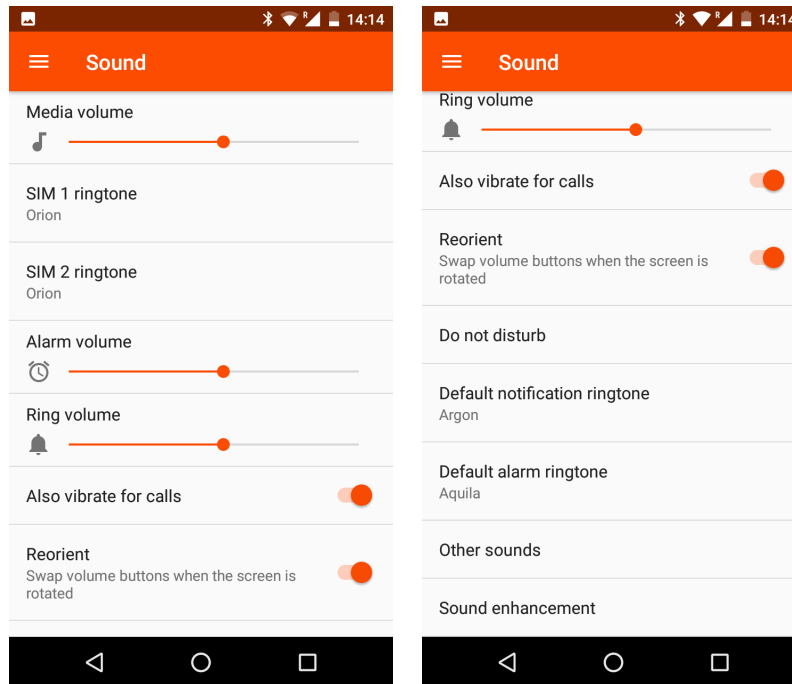 R 14:14
Sound
Media volume
SIM 1 ringtone
Orion
SIM 2 ringtone
Orion
Alarm volume
Ring volume
Also vibrate for calls
Reorient
Swap volume buttons when the screen is
rotated
R 14:14
Sound
Ring volume
Also vibrate for calls
Reorient
Swap volume buttons when the screen is
rotated
Do not disturb
Default notification ringtone
Argon
Default alarm ringtone
Aquila
Other sounds
Sound enhancement